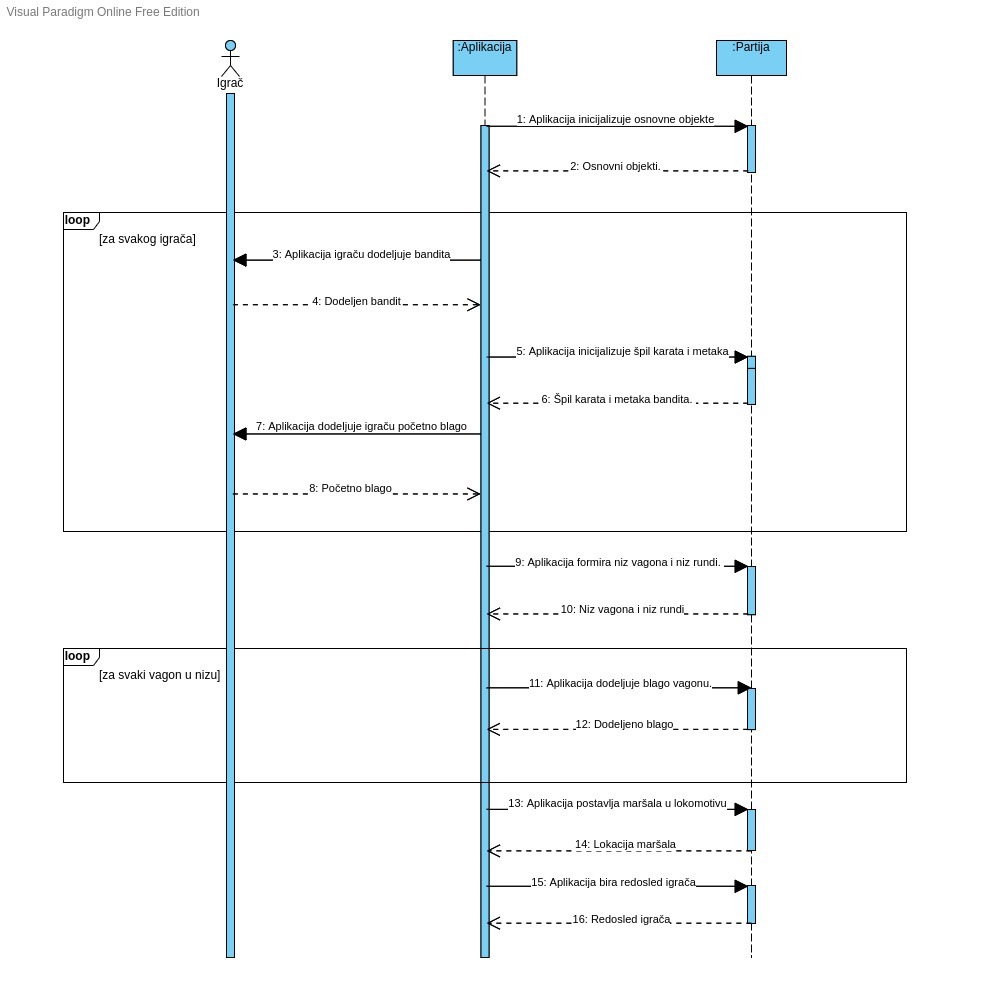 Visual Paradigm Online Free Edition
:Aplikacija
:Partija
Igrač
1: Aplikacija inicijalizuje osnovne objekte
2: Osnovni objekti.
loop
[za svakog igrača]
3: Aplikacija igraču dodeljuje bandita
4: Dodeljen bandit
5: Aplikacija inicijalizuje špil karata i metaka
6: Špil karata i metaka bandita.
7: Aplikacija dodeljuje igraču početno blago
8: Početno blago
9: Aplikacija formira niz vagona i niz rundi.
10: Niz vagona i niz rundi
loop
[za svaki vagon u nizu]
11: Aplikacija dodeljuje blago vagonu.
12: Dodeljeno blago
13: Aplikacija postavlja maršala u lokomotivu
14: Lokacija maršala
15: Aplikacija bira redosled igrača
16: Redosled igrača